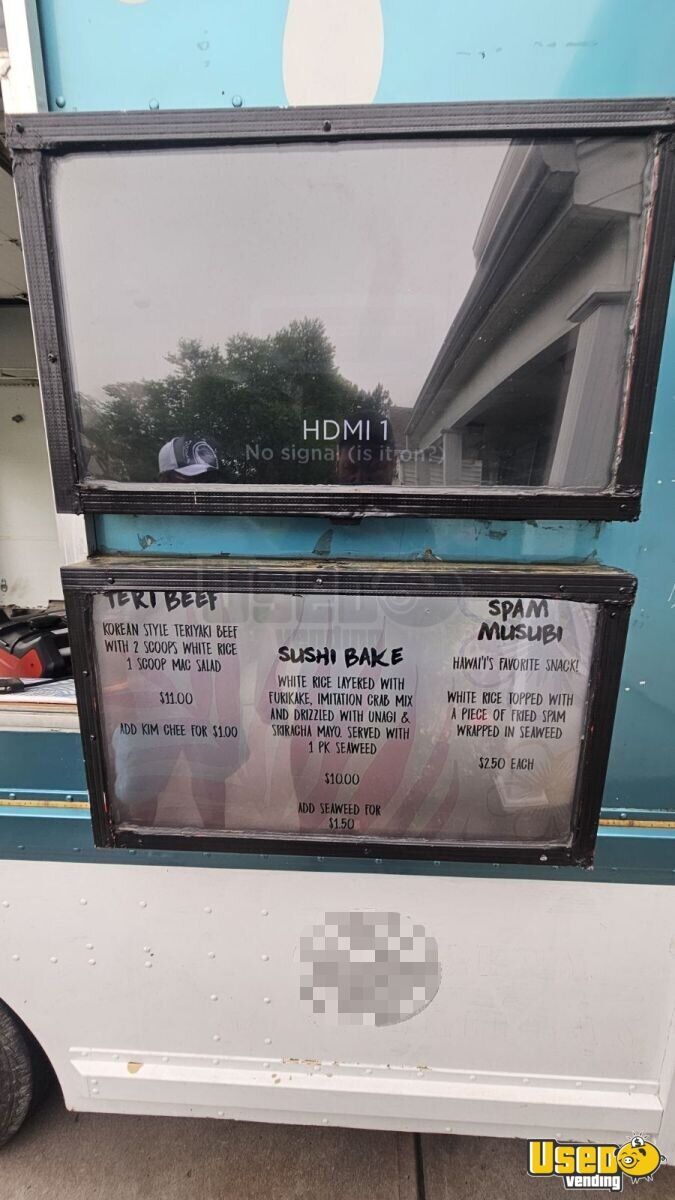 HDMI 1
No signal (is it on?)
TERI BEEF
KOREAN STYLE TERIYAKI BEEF
WITH 2 SCOOPS WHITE RICE
1 SCOOP MAC SALAD
$11.00
ADD KIM CHEE FOR $1.00
SUSHI BAKE
WHITE RICE LAYERED WITH
FURIKAKE, IMITATION CRAB MIX
AND DRIZZLED WITH UNAGI &
SRIRACHA MAYO. SERVED WITH
1 PK SEAWEED
$10.00
ADD SEAWEED FOR
$1.50
SPAM
MUSUBI
HAWAI'I'S FAVORITE SNACK!
WHITE RICE TOPPED WITH
A PIECE OF FRIED SPAM
WRAPPED IN SEAWEED
$2.50 EACH
USED
VENDING
USED
vending